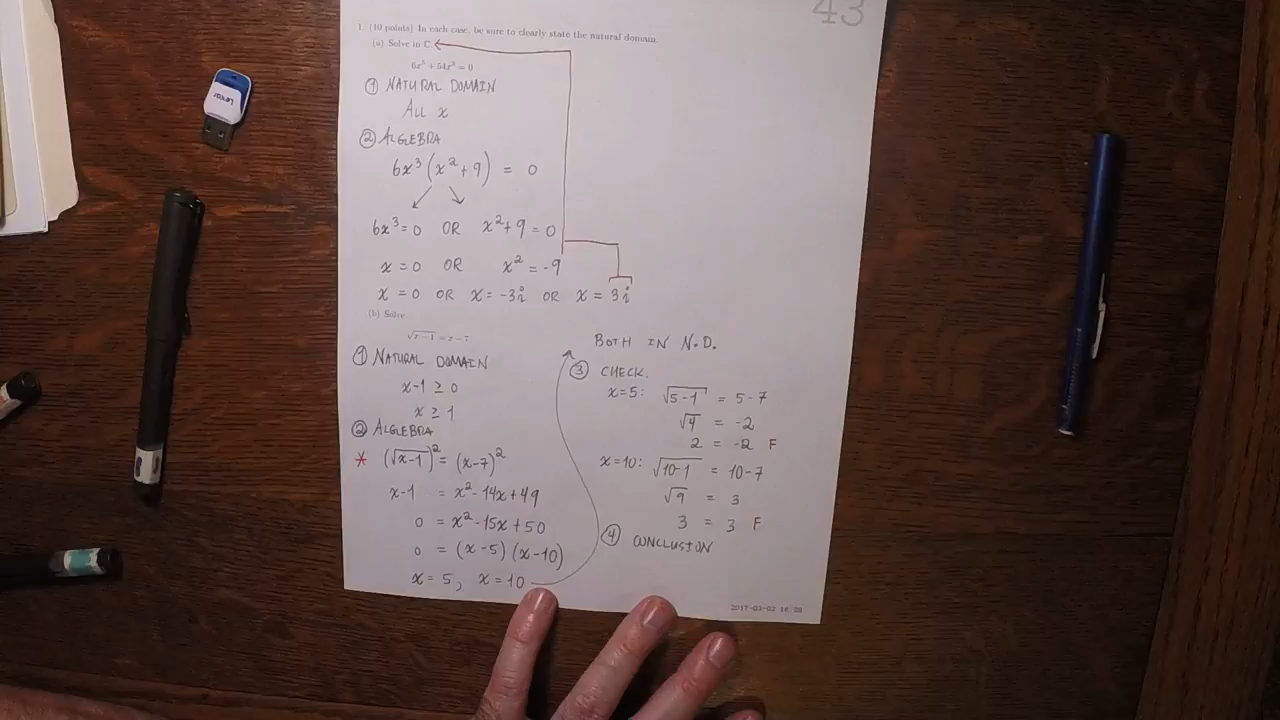 43
1. (10 points) In each case, be sure to clearly state the natural domain.
(a) Solve in C.
6x⁵ + 54x³ = 0
① NATURAL DOMAIN
ALL x
② ALGEBRA
6x³(x²+9) = 0
6x³=0 OR x²+9=0
x=0 OR x² = -9
x=0 OR x=-3i OR x=3i
(b) Solve
√x-1 = x-7
① NATURAL DOMAIN
x-1 ≥ 0
x ≥ 1
② ALGEBRA
* (√x-1)² = (x-7)²
x-1 = x²-14x+49
0 = x²-15x+50
0 = (x-5)(x-10)
x=5, x=10
BOTH IN N.D.
③ CHECK.
x=5: √5-1 = 5-7
√4 = -2
2 = -2 F
x=10: √10-1 = 10-7
√9 = 3
3 = 3 F
④ CONCLUSION
2017-03-02
Lexar